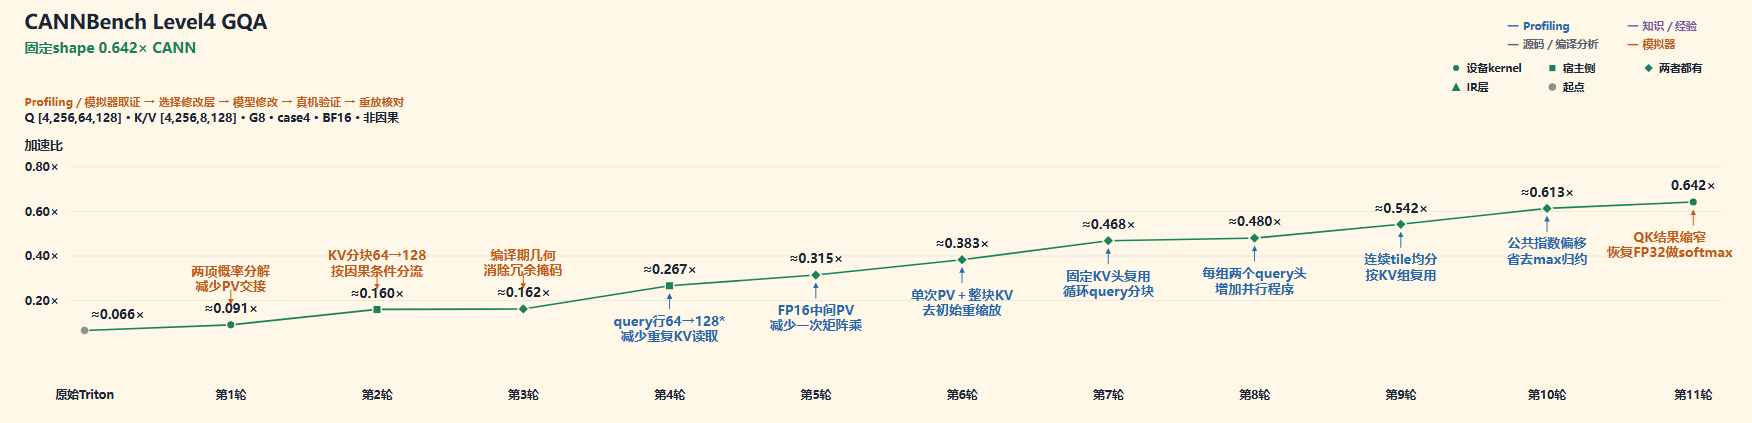 CANNBench Level4 GQA
固定shape 0.642× CANN
— Profiling
— 知识 / 经验
— 源码 / 编译分析
— 模拟器
设备kernel
宿主侧
两者都有
IR层
起点
Profiling / 模拟器取证 → 选择修改层 → 模型修改 → 真机验证 → 重放核对
Q [4,256,64,128] • K/V [4,256,8,128] • G8 • case4 • BF16 • 非因果
加速比
0.80×
0.60×
0.40×
0.20×
≈0.066×
两项概率分解
减少PV交接
≈0.091×
KV分块64→128
按因果条件分流
≈0.160×
编译期几何
消除冗余掩码
≈0.162×
≈0.267×
query行64→128*
减少重复KV读取
≈0.315×
FP16中间PV
减少一次矩阵乘
≈0.383×
单次PV + 整块KV
去初始重缩放
≈0.468×
固定KV头复用
循环query分块
≈0.480×
每组两个query头
增加并行程序
≈0.542×
连续tile均分
按KV组复用
≈0.613×
公共指数偏移
省去max归约
0.642×
QK结果缩窄
恢复FP32做softmax
原始Triton
第1轮
第2轮
第3轮
第4轮
第5轮
第6轮
第7轮
第8轮
第9轮
第10轮
第11轮